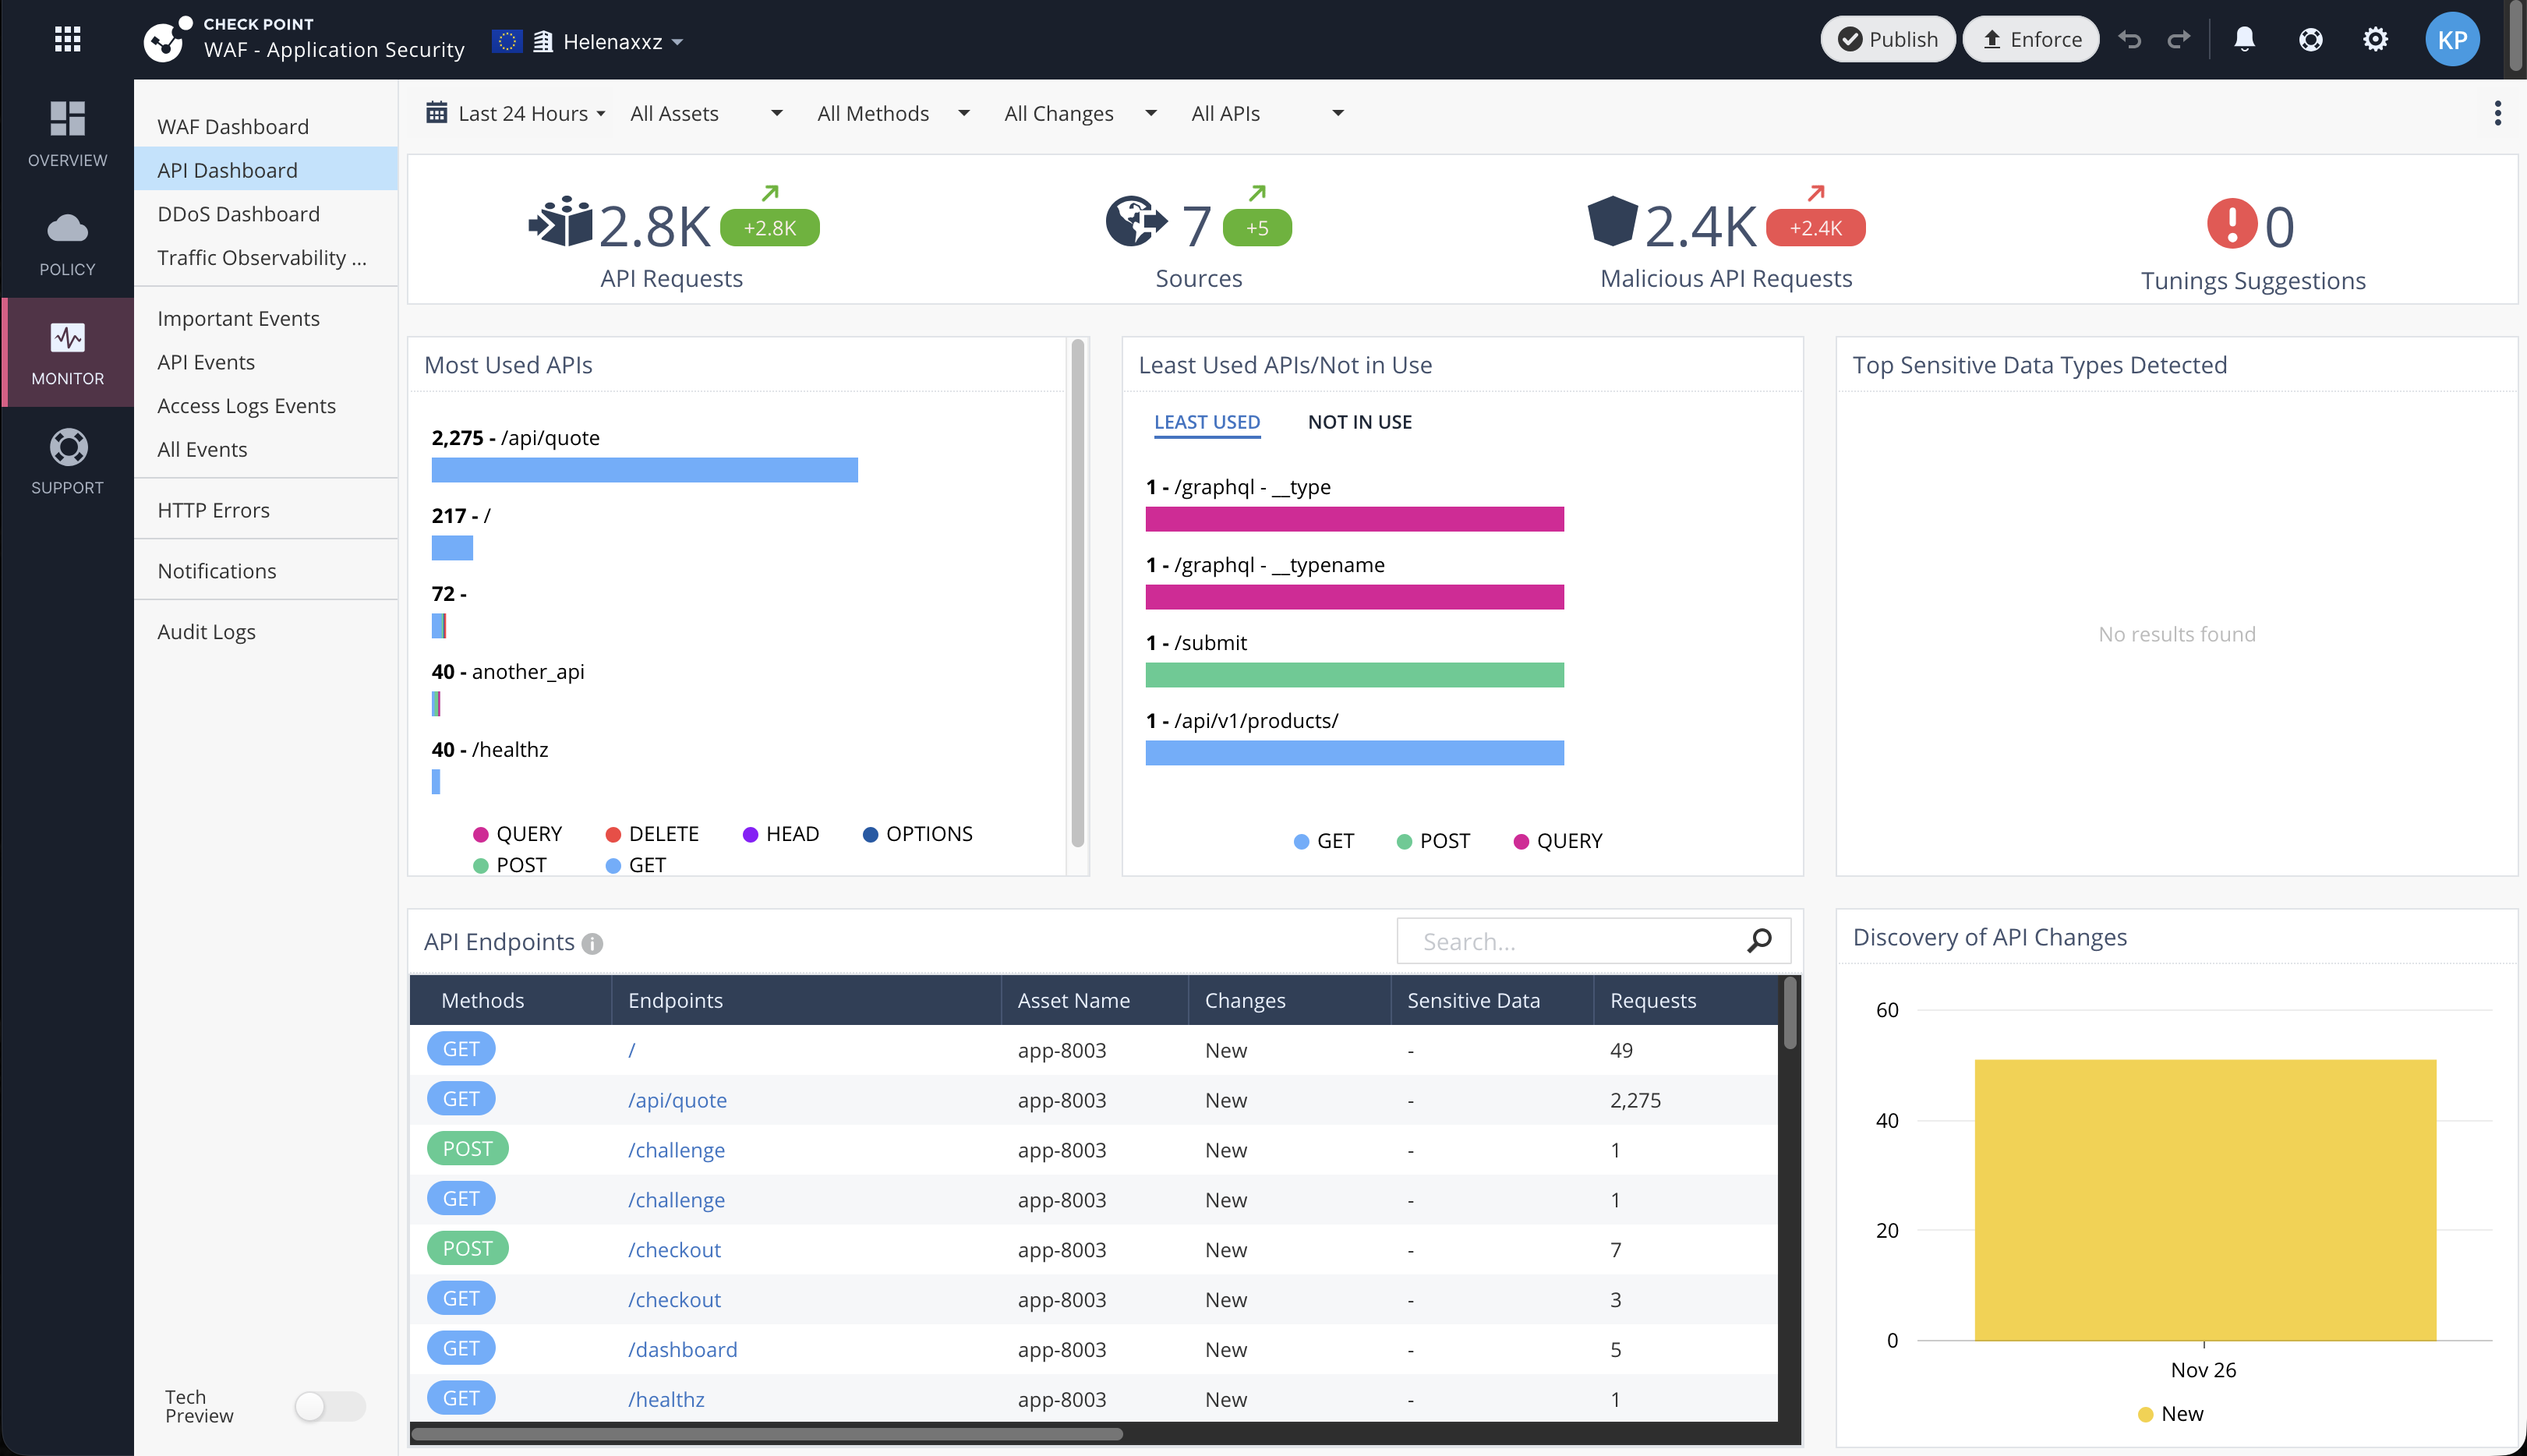 CHECK POINT
WAF - Application Security
Helenaxxz
Publish
Enforce
KP
OVERVIEW
POLICY
MONITOR
SUPPORT
WAF Dashboard
API Dashboard
DDoS Dashboard
Traffic Observability ...
Important Events
API Events
Access Logs Events
All Events
HTTP Errors
Notifications
Audit Logs
Tech
Preview
Last 24 Hours
All Assets
All Methods
All Changes
All APIs
2.8K
+2.8K
API Requests
7
+5
Sources
2.4K
+2.4K
Malicious API Requests
0
Tunings Suggestions
Most Used APIs
2,275 - /api/quote
217 - /
72 -
40 - another_api
40 - /healthz
QUERY DELETE HEAD OPTIONS
POST GET
Least Used APIs/Not in Use
LEAST USED NOT IN USE
1 - /graphql - __type
1 - /graphql - __typename
1 - /submit
1 - /api/v1/products/
GET POST QUERY
Top Sensitive Data Types Detected
No results found
API Endpoints
Search...
Methods Endpoints Asset Name Changes Sensitive Data Requests
GET / app-8003 New - 49
GET /api/quote app-8003 New - 2,275
POST /challenge app-8003 New - 1
GET /challenge app-8003 New - 1
POST /checkout app-8003 New - 7
GET /checkout app-8003 New - 3
GET /dashboard app-8003 New - 5
GET /healthz app-8003 New - 1
Discovery of API Changes
60
40
20
0
Nov 26
New